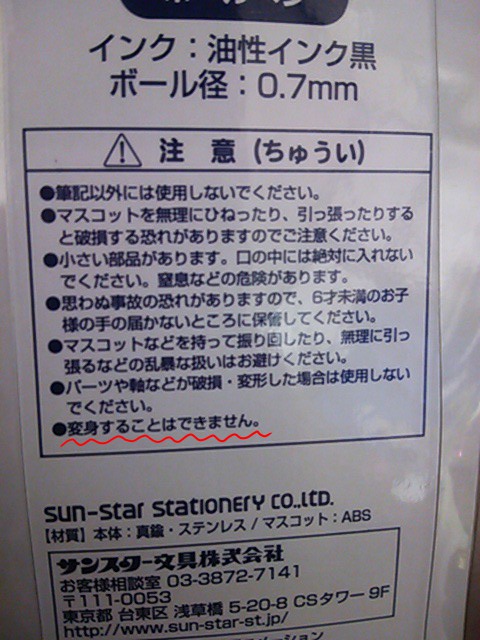 ボールペン
インク：油性インク黒
ボール径：0.7mm
注 意 (ちゅうい)
●筆記以外には使用しないでください。
●マスコットを無理にひねったり、引っ張ったりする
と破損する恐れがありますのでご注意ください。
●小さい部品があります。口の中には絶対に入れない
でください。窒息などの危険があります。
●思わぬ事故の恐れがありますので、6才未満のお子
様の手の届かないところに保管してください。
●マスコットなどを持って振り回したり、無理に引っ
張るなどの乱暴な扱いはお避けください。
●パーツや軸などが破損・変形した場合は使用しない
でください。
●変身することはできません。
SUN-STAR STATIONERY CO.,LTD.
【材質】本体：真鍮・ステンレス / マスコット：ABS
サンスター文具株式会社
お客様相談室 03-3872-7141
〒111-0053
東京都 台東区 浅草橋 5-20-8 CSタワー 9F
http://www.sun-star-st.jp/